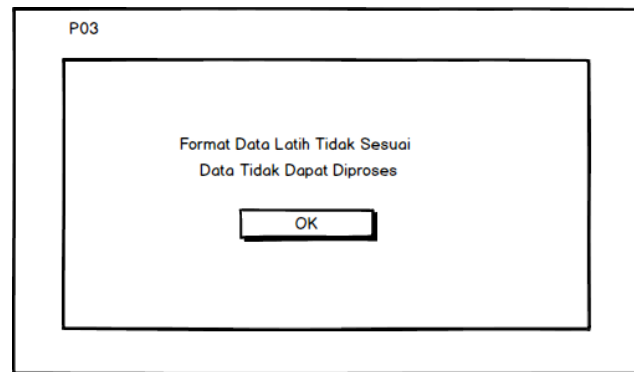 P03
Format Data Latih Tidak Sesuai
Data Tidak Dapat Diproses
OK